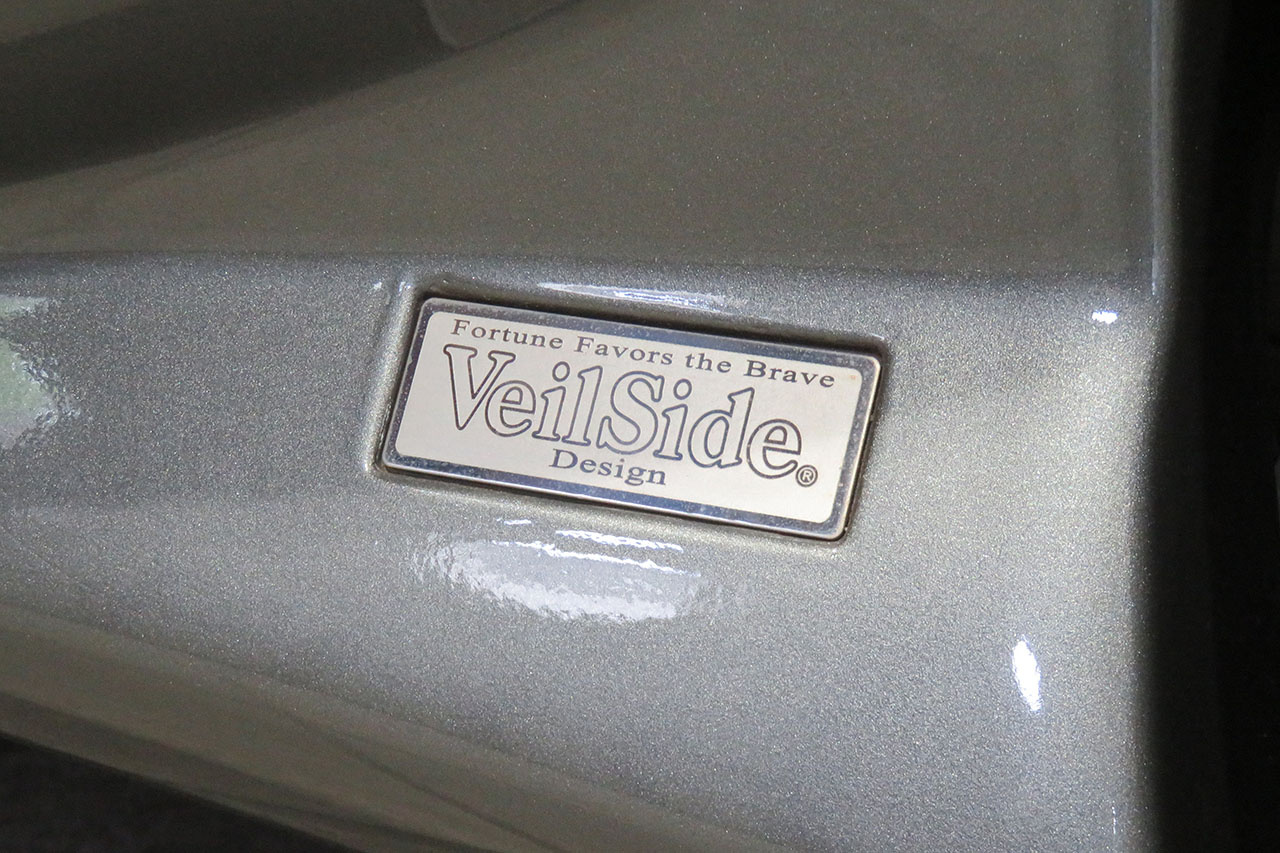 Fortune Favors the Brave
VeilSide®
Design